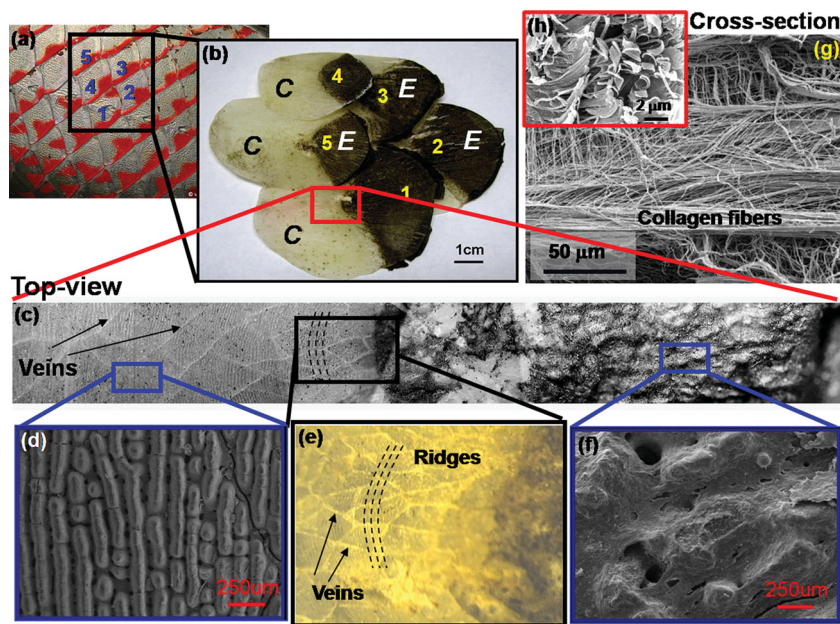 (a)
5
3
4
2
1
(b)
C
4
3
E
C
5
E
E
2
1
C
1cm
(h)
2 μm
Cross-section
(g)
Collagen fibers
50 μm
Top-view
(c)
Veins
(d)
250um
(e)
Ridges
Veins
(f)
250um